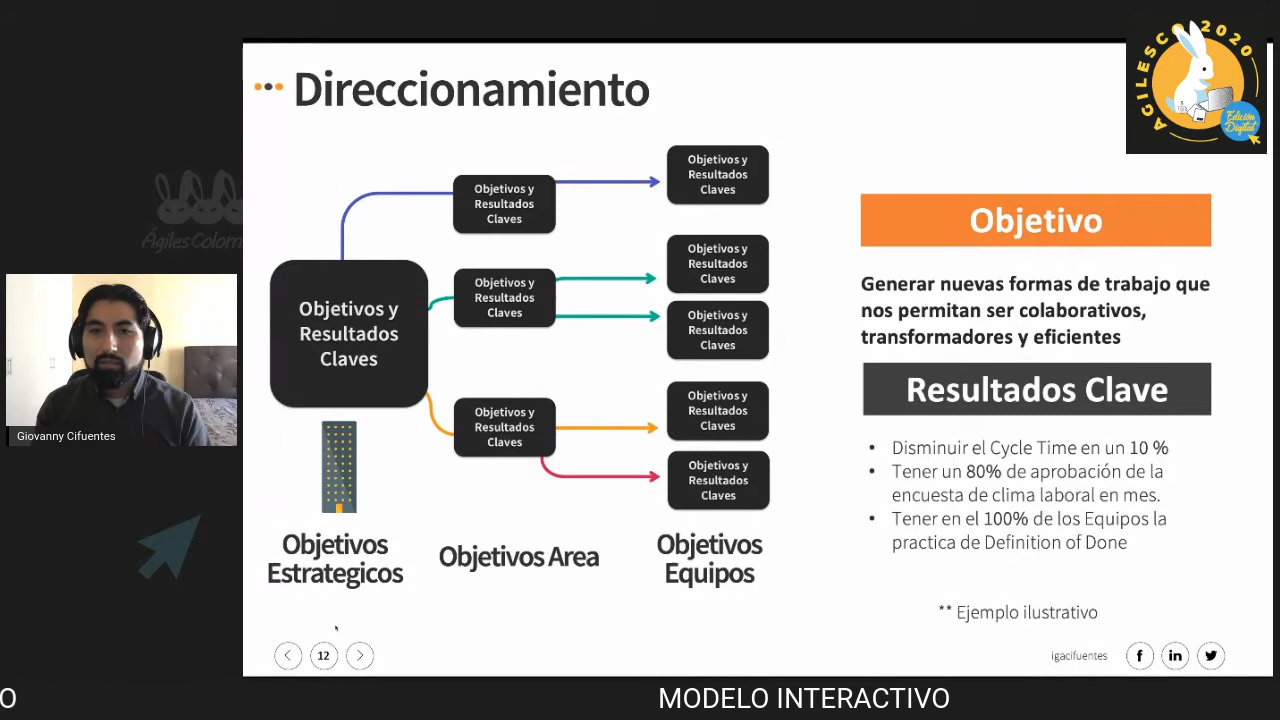 Direccionamiento
Objetivos y
Resultados
Claves
Objetivos y
Resultados
Claves
Objetivos y
Resultados
Claves
Objetivos y
Resultados
Claves
Objetivos y
Resultados
Claves
Objetivos y
Resultados
Claves
Objetivos y
Resultados
Claves
Objetivos y
Resultados
Claves
Objetivos y
Resultados
Claves
Objetivos
Estrategicos
Objetivos Area
Objetivos
Equipos
Objetivo
Generar nuevas formas de trabajo que
nos permitan ser colaborativos,
transformadores y eficientes
Resultados Clave
• Disminuir el Cycle Time en un 10 %
• Tener un 80% de aprobación de la
encuesta de clima laboral en mes.
• Tener en el 100% de los Equipos la
practica de Definition of Done
** Ejemplo ilustrativo
12
igacifuentes
f
in
AGILESCO 2020
Edición
Digital
ÁgilesColom
Giovanny Cifuentes
O
MODELO INTERACTIVO